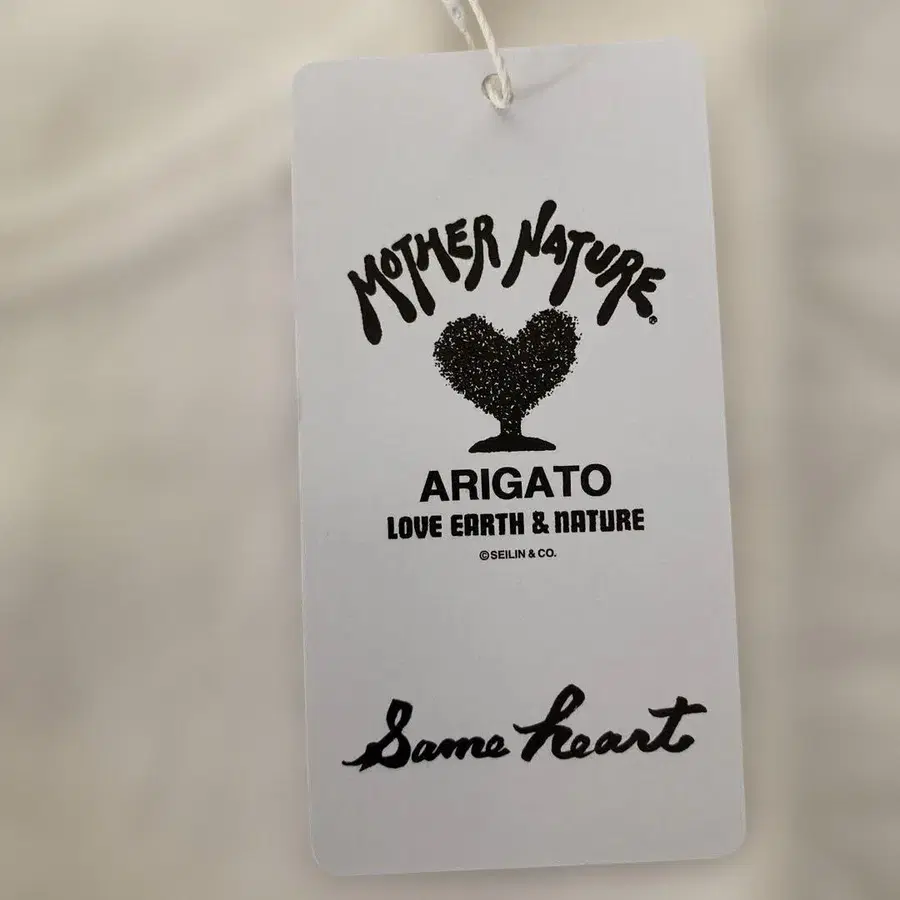 MOTHER NATURE®
ARIGATO
LOVE EARTH & NATURE
©SEILIN & CO.
Same heart